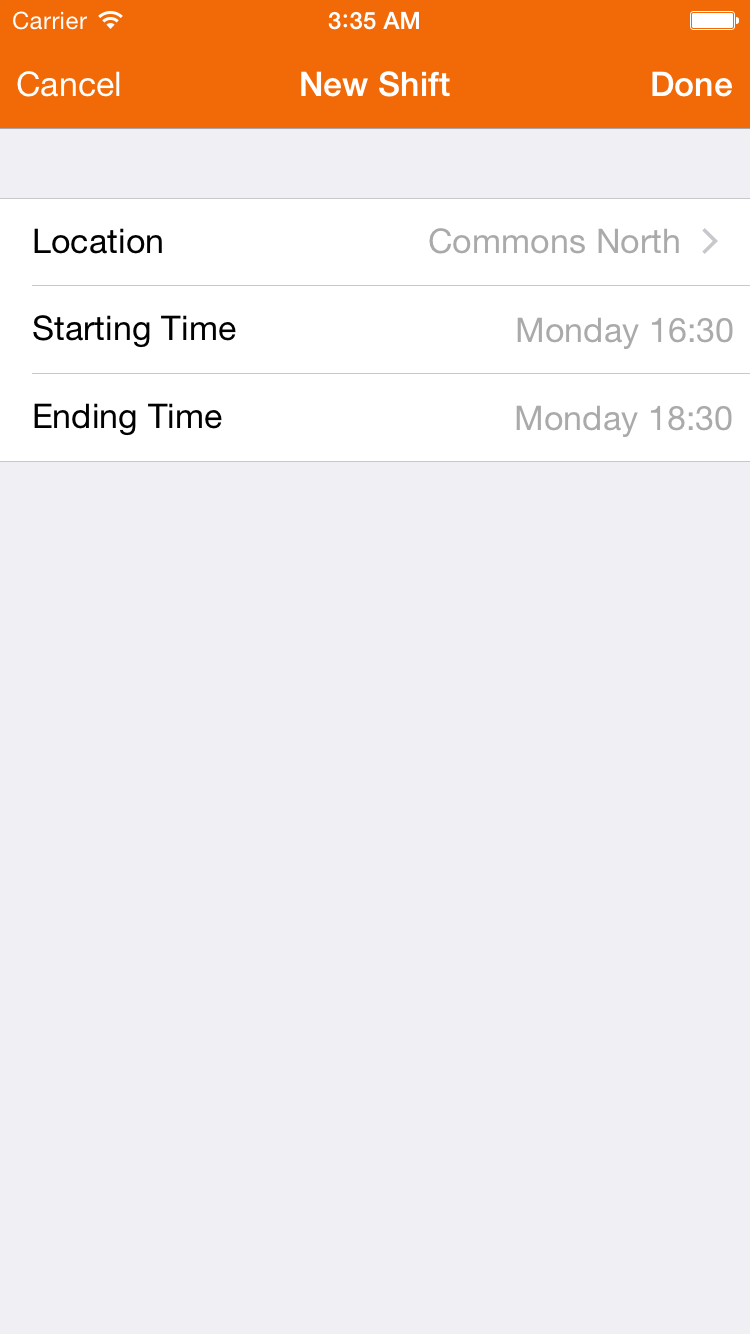 Carrier 3:35 AM
Cancel New Shift Done
Location Commons North
Starting Time Monday 16:30
Ending Time Monday 18:30